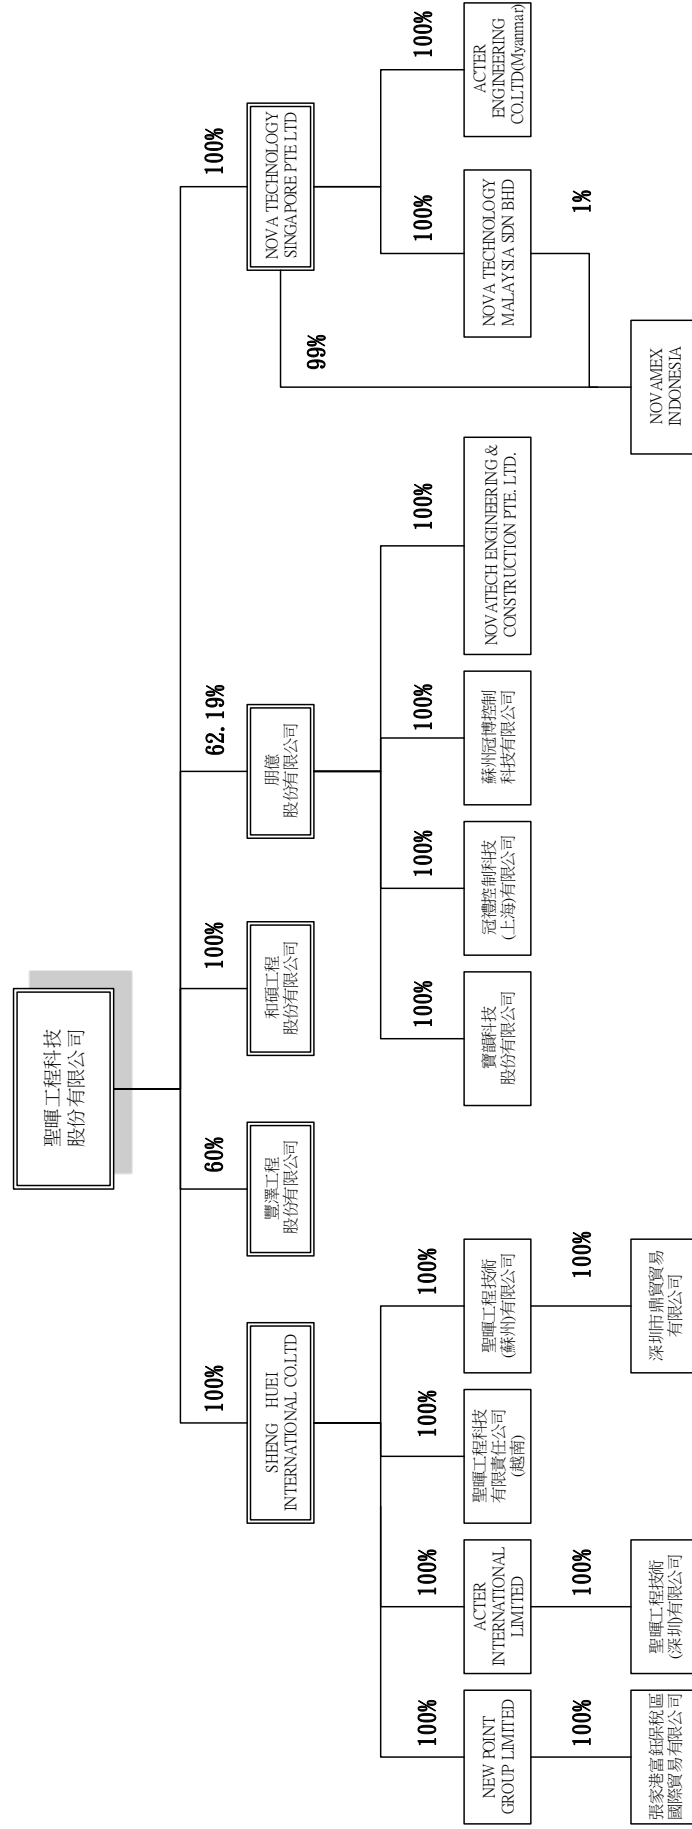 聖暉工程科技
股份有限公司
100%
60%
100%
62.19%
100%
SHENG HUEI
INTERNATIONAL CO.LTD
豐澤工程
股份有限公司
和碩工程
股份有限公司
朋億
股份有限公司
NOVA TECHNOLOGY
SINGAPORE PTE LTD
99%
100%
100%
100%
100%
100%
100%
100%
100%
100%
100%
NEW POINT
GROUP LIMITED
ACTER
INTERNATIONAL
LIMITED
聖暉工程科技
有限責任公司
(越南)
聖暉工程技術
(蘇州)有限公司
寶韻科技
股份有限公司
冠禮控制科技
(上海)有限公司
蘇州冠博控制
科技有限公司
NOVATECH ENGINEERING &
CONSTRUCTION PTE. LTD.
NOVA TECHNOLOGY
MALAYSIA SDN BHD
ACTER
ENGINEERING
CO.LTD(Myanmar)
100%
100%
100%
1%
張家港富鈺保稅區
國際貿易有限公司
聖暉工程技術
(深圳)有限公司
深圳市鼎貿貿易
有限公司
NOVAMEX
INDONESIA